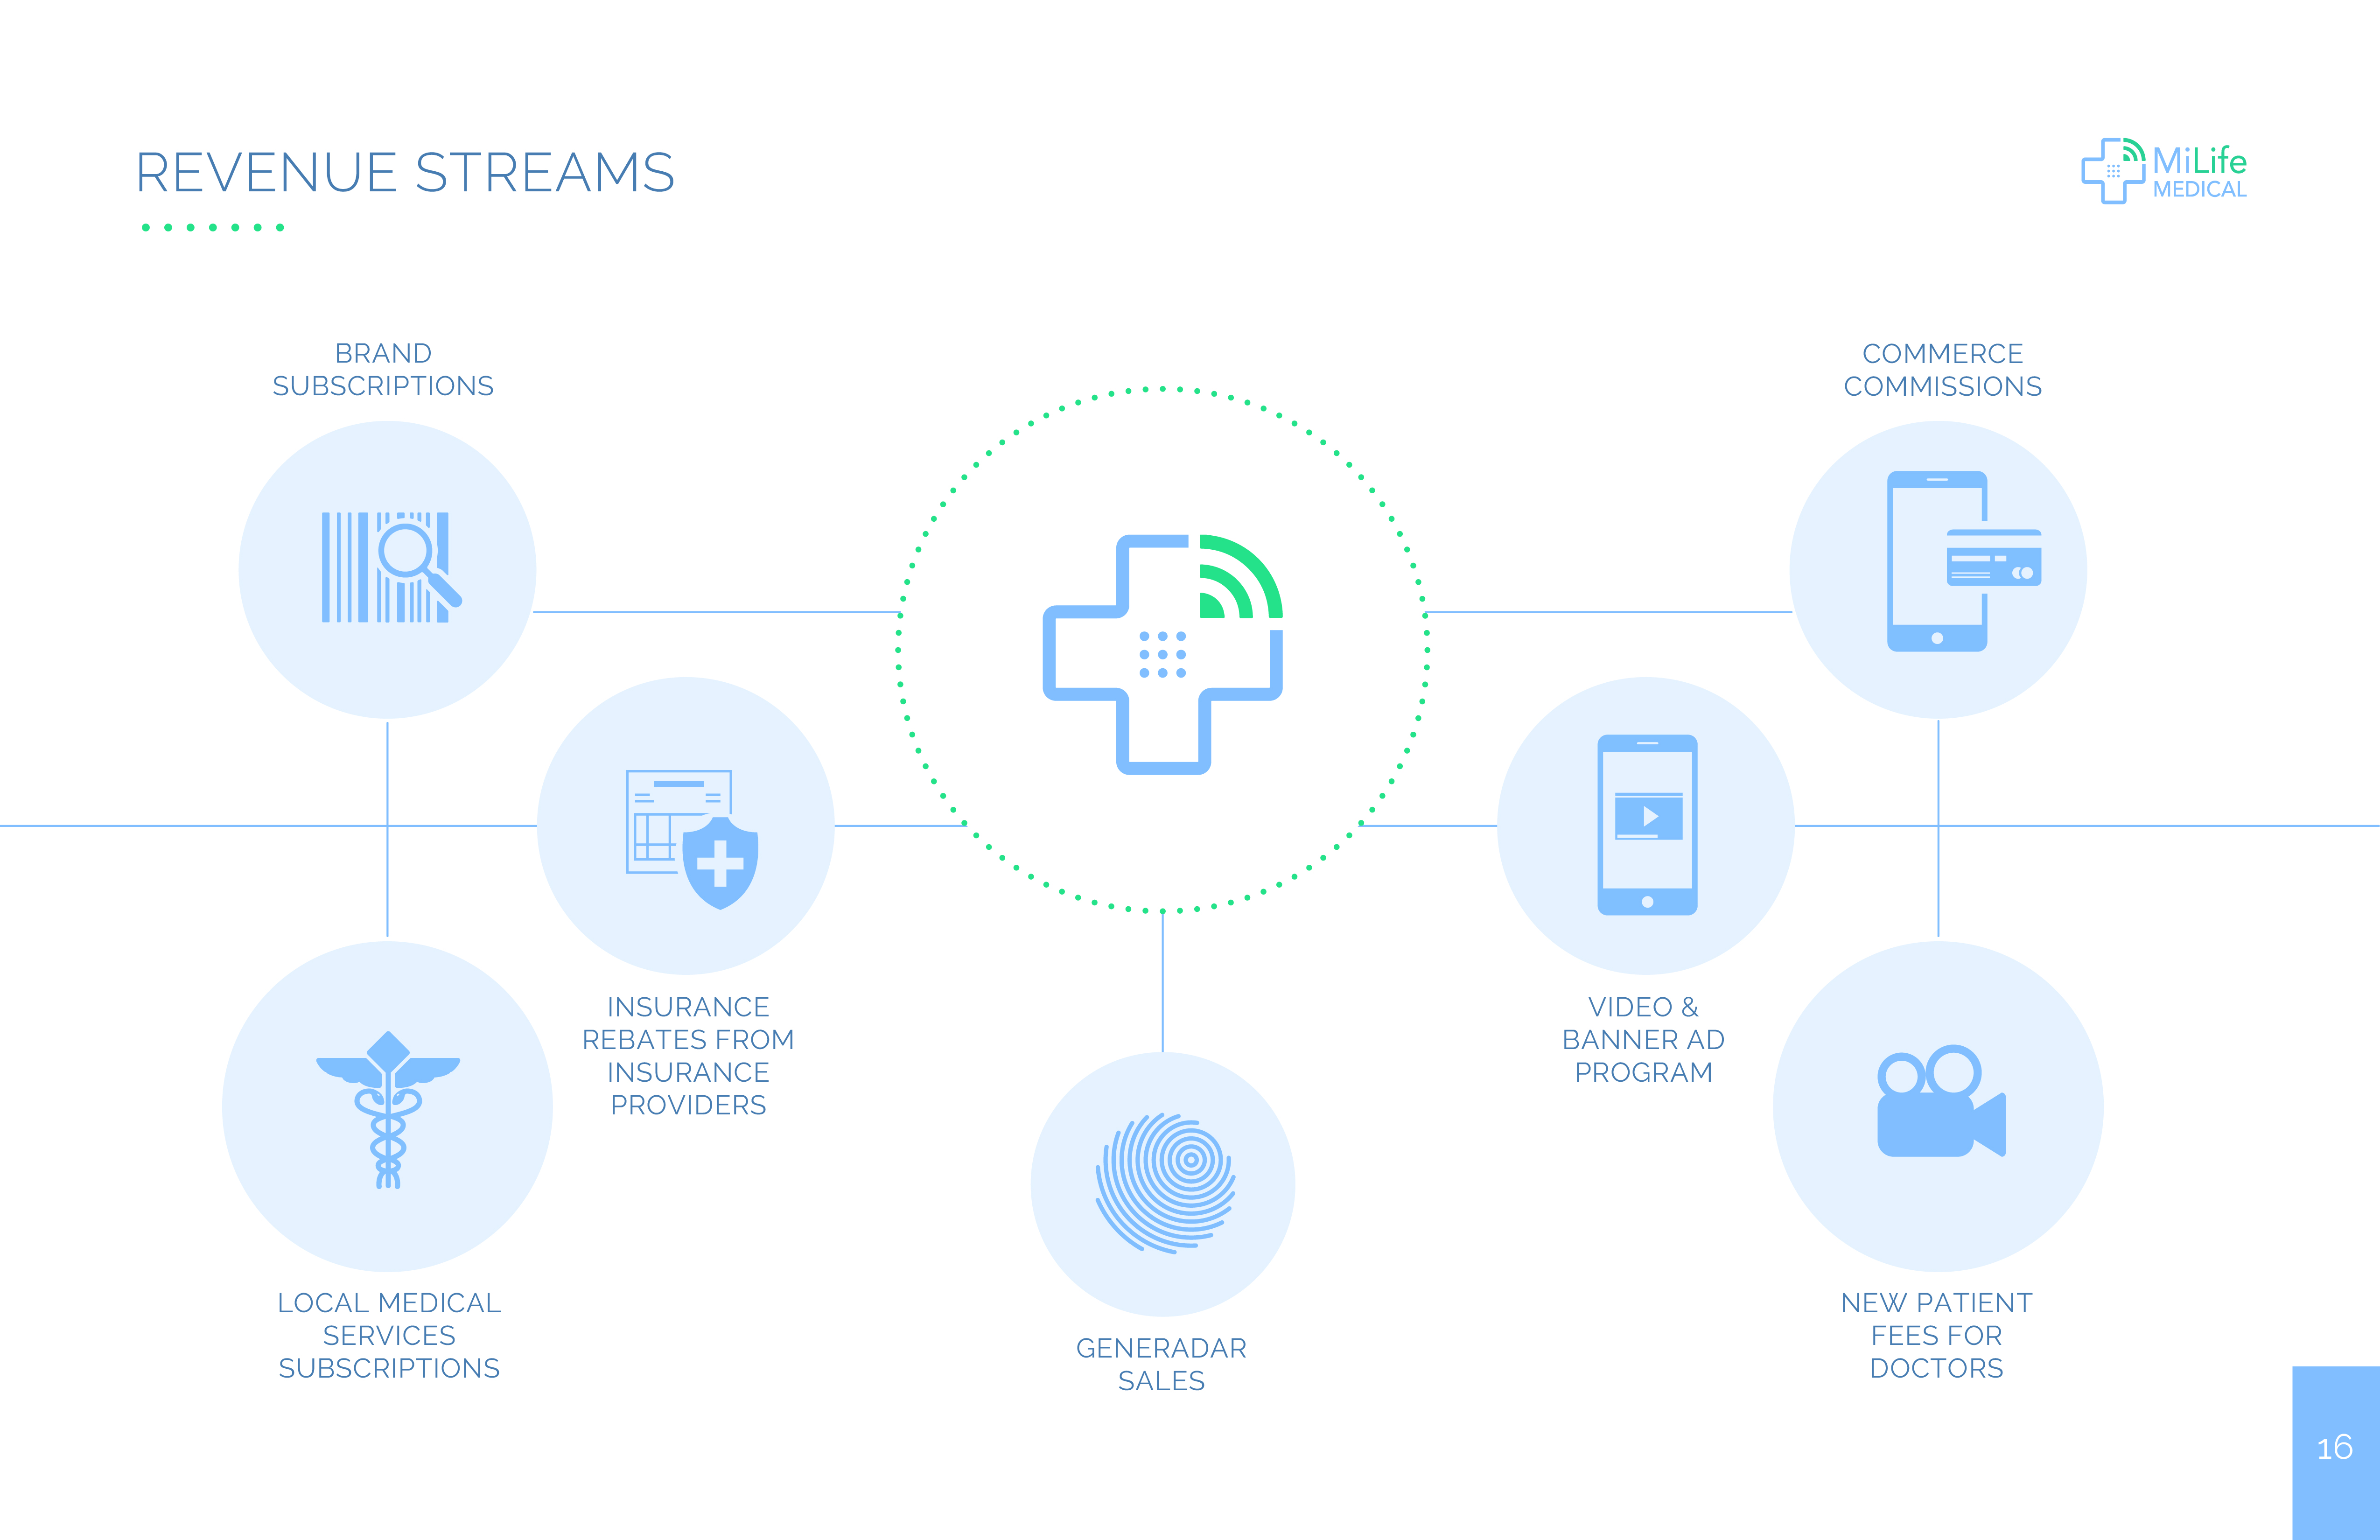 REVENUE STREAMS
MiLife
MEDICAL
BRAND
SUBSCRIPTIONS
COMMERCE
COMMISSIONS
INSURANCE
REBATES FROM
INSURANCE
PROVIDERS
VIDEO &
BANNER AD
PROGRAM
LOCAL MEDICAL
SERVICES
SUBSCRIPTIONS
GENERADAR
SALES
NEW PATIENT
FEES FOR
DOCTORS
16